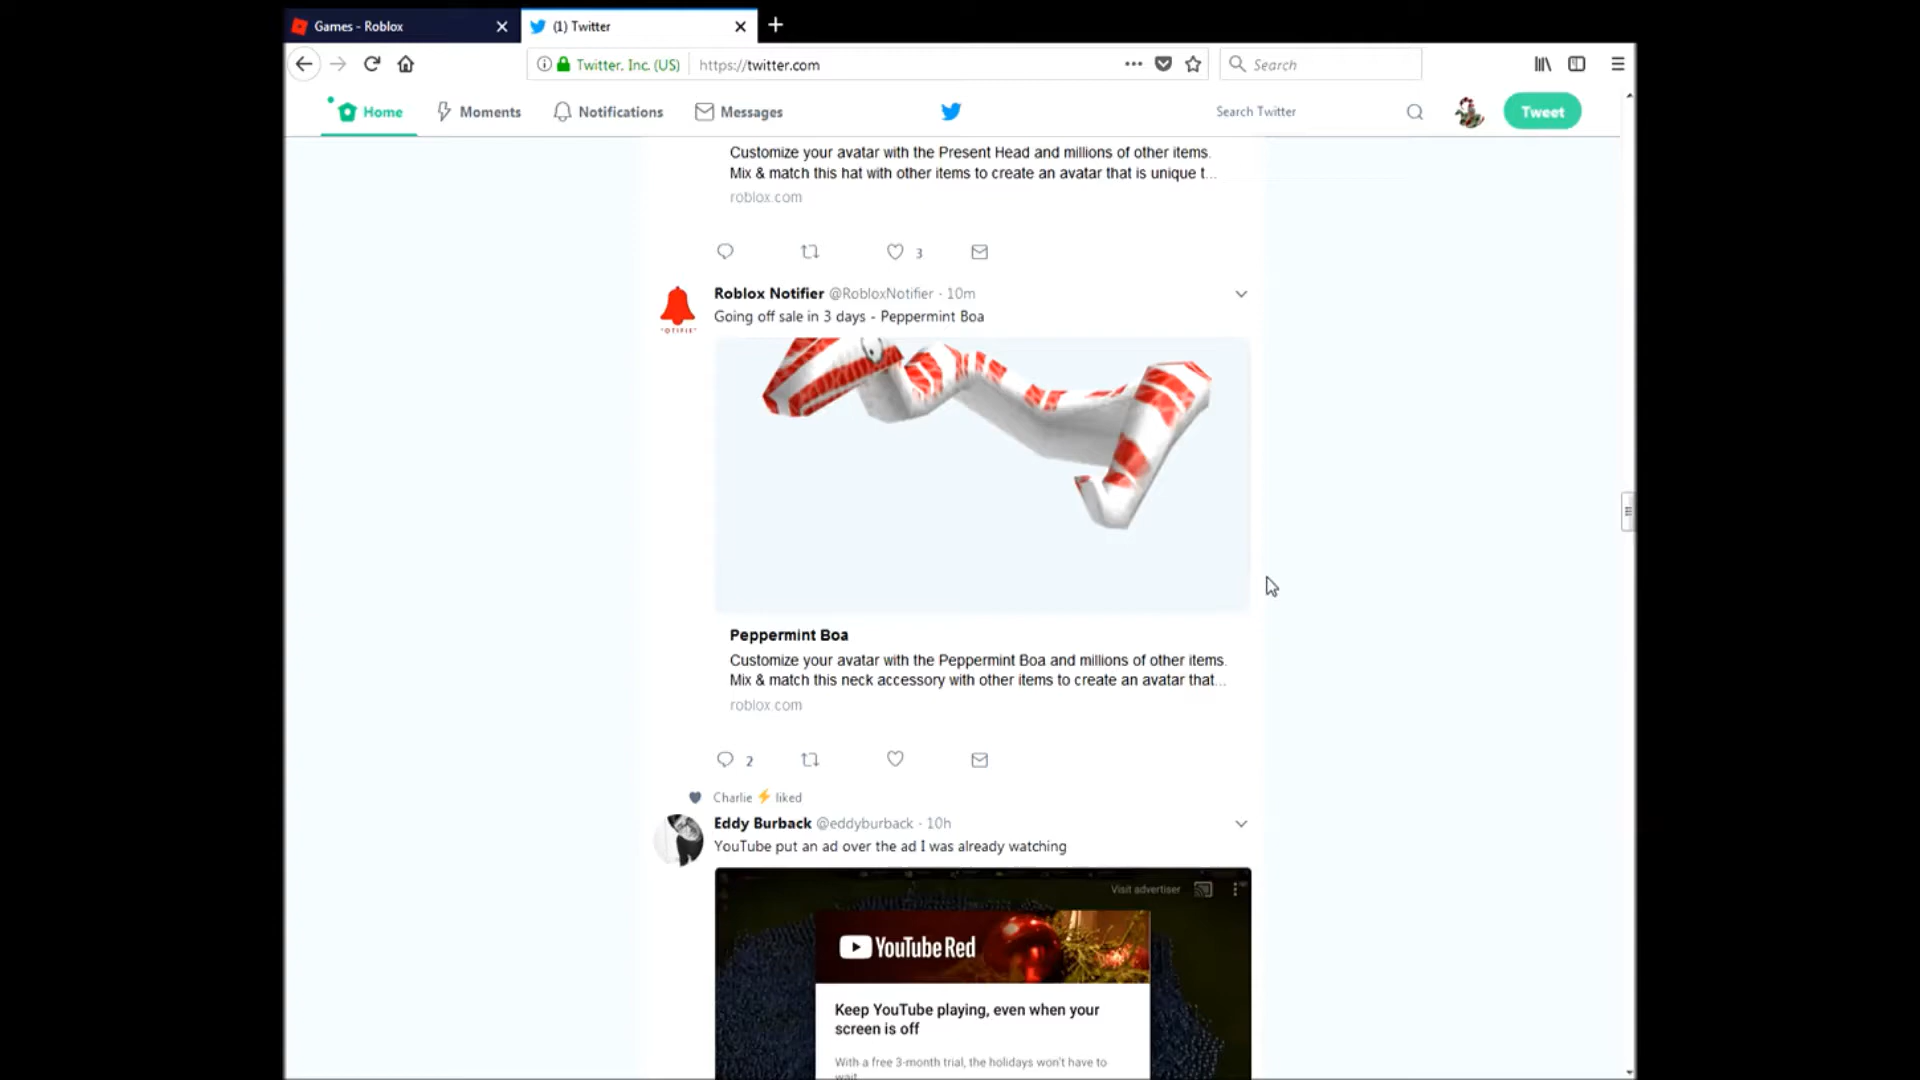 Games - Roblox
(1) Twitter
Twitter, Inc. (US)
https://twitter.com
Search
Home
Moments
Notifications
Messages
Search Twitter
Tweet
Customize your avatar with the Present Head and millions of other items.
Mix & match this hat with other items to create an avatar that is unique t...
roblox.com
3
Roblox Notifier @RobloxNotifier · 10m
Going off sale in 3 days - Peppermint Boa
Peppermint Boa
Customize your avatar with the Peppermint Boa and millions of other items.
Mix & match this neck accessory with other items to create an avatar that...
roblox.com
2
Charlie ⚡ liked
Eddy Burback @eddyburback · 10h
YouTube put an ad over the ad I was already watching
Visit advertiser
YouTube Red
Keep YouTube playing, even when your
screen is off
With a free 3-month trial, the holidays won't have to
wait